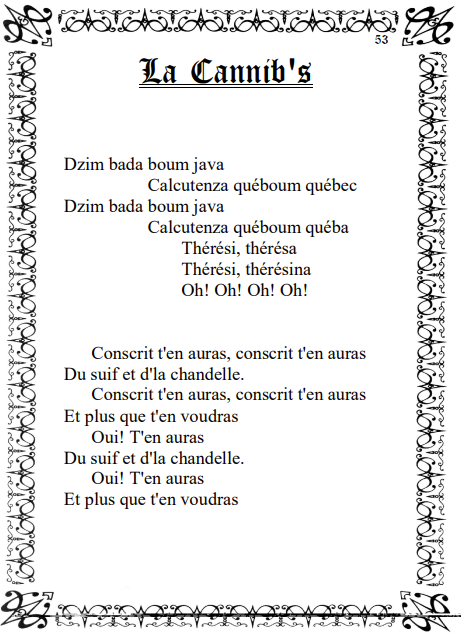 53
La Cannib's
Dzim bada boum java
Calcutenza québoum québec
Dzim bada boum java
Calcutenza québoum québa
Thérési, thérésa
Thérési, thérésina
Oh! Oh! Oh! Oh!
Conscrit t'en auras, conscrit t'en auras
Du suif et d'la chandelle.
Conscrit t'en auras, conscrit t'en auras
Et plus que t'en voudras
Oui! T'en auras
Du suif et d'la chandelle.
Oui! T'en auras
Et plus que t'en voudras